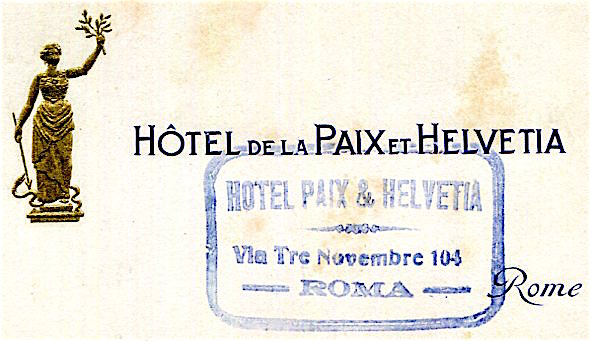 HÔTEL DE LA PAIX ET HELVETIA
HOTEL PAIX & HELVETIA
Via Tre Novembre 104
ROMA
Rome